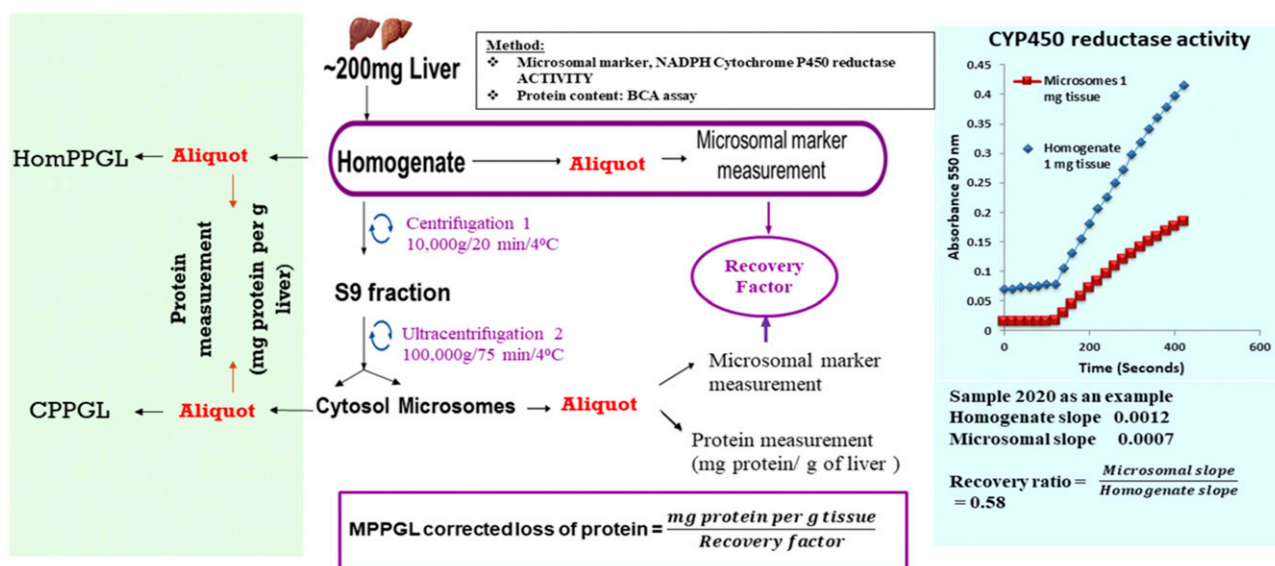 ~200mg Liver
Method:
❖ Microsomal marker, NADPH Cytochrome P450 reductase
ACTIVITY
❖ Protein content: BCA assay
HomPPGL
Aliquot
Homogenate
Aliquot
Microsomal marker
measurement
Protein
measurement
(mg protein per g
liver)
Centrifugation 1
10,000g/20 min/4⁰C
Recovery
Factor
S9 fraction
Ultracentrifugation 2
100,000g/75 min/4⁰C
CPPGL
Aliquot
Cytosol Microsomes
Aliquot
Microsomal marker
measurement
Protein measurement
(mg protein/ g of liver )
MPPGL corrected loss of protein = mg protein per g tissue
Recovery factor
CYP450 reductase activity
Absorbance 550 nm
0.45
0.4
0.35
0.3
0.25
0.2
0.15
0.1
0.05
0
Microsomes 1
mg tissue
Homogenate
1 mg tissue
0
200
400
600
Time (Seconds)
Sample 2020 as an example
Homogenate slope 0.0012
Microsomal slope 0.0007
Recovery ratio = Microsomal slope
Homogenate slope
= 0.58